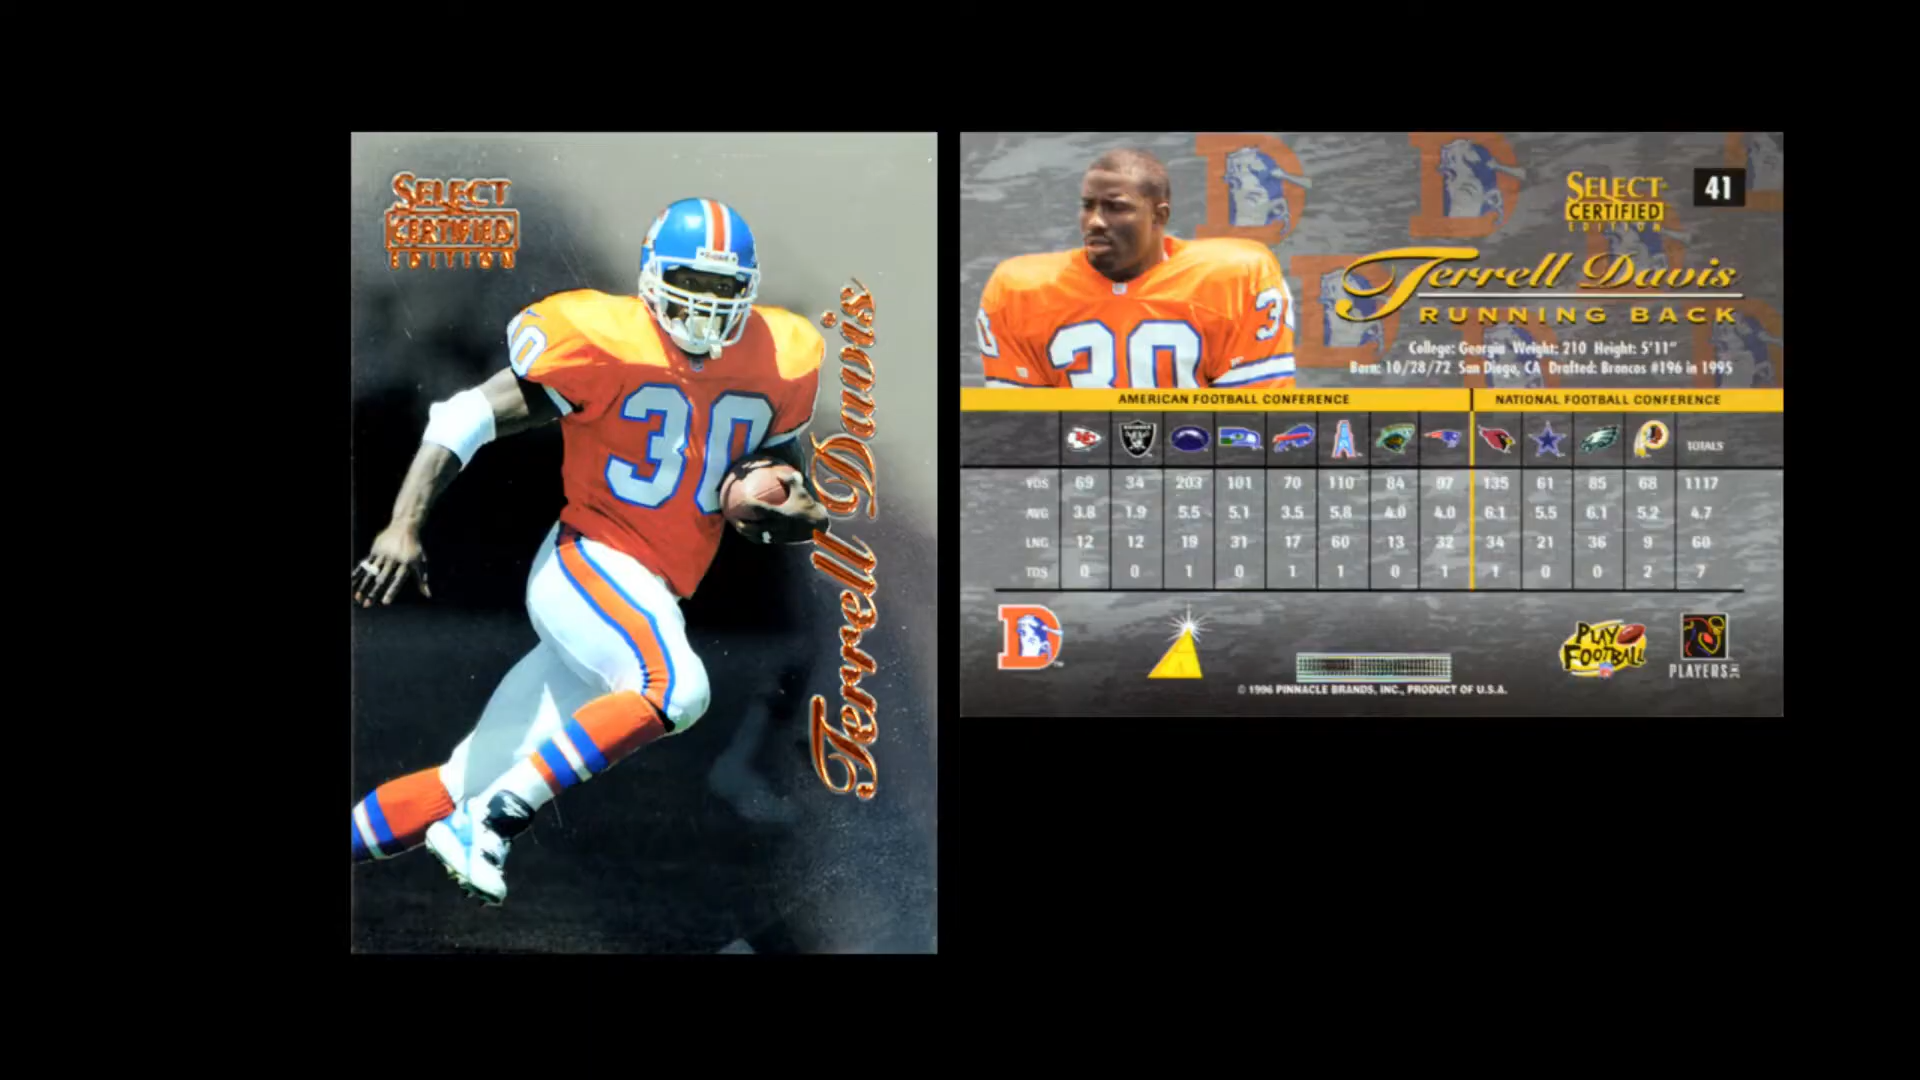 SELECT
CERTIFIED
EDITION
30
30
Terrell Davis
30
30
SELECT
CERTIFIED
EDITION
41
Terrell Davis
RUNNING BACK
College: Georgia Weight: 210 Height: 5'11"
Born: 10/28/72 San Diego, CA Drafted: Broncos #196 in 1995
AMERICAN FOOTBALL CONFERENCE NATIONAL FOOTBALL CONFERENCE
TOTALS
YDS 69 34 203 101 70 110 84 97 135 61 85 68 1117
AVG 3.8 1.9 5.5 5.1 3.5 5.8 4.0 4.0 6.1 5.5 6.1 5.2 4.7
LNG 12 12 19 31 17 60 13 32 34 21 36 9 60
TDS 0 0 1 0 1 1 0 1 1 0 0 2 7
PLAY
FOOTBALL
PLAYERS INC
© 1996 PINNACLE BRANDS, INC., PRODUCT OF U.S.A.